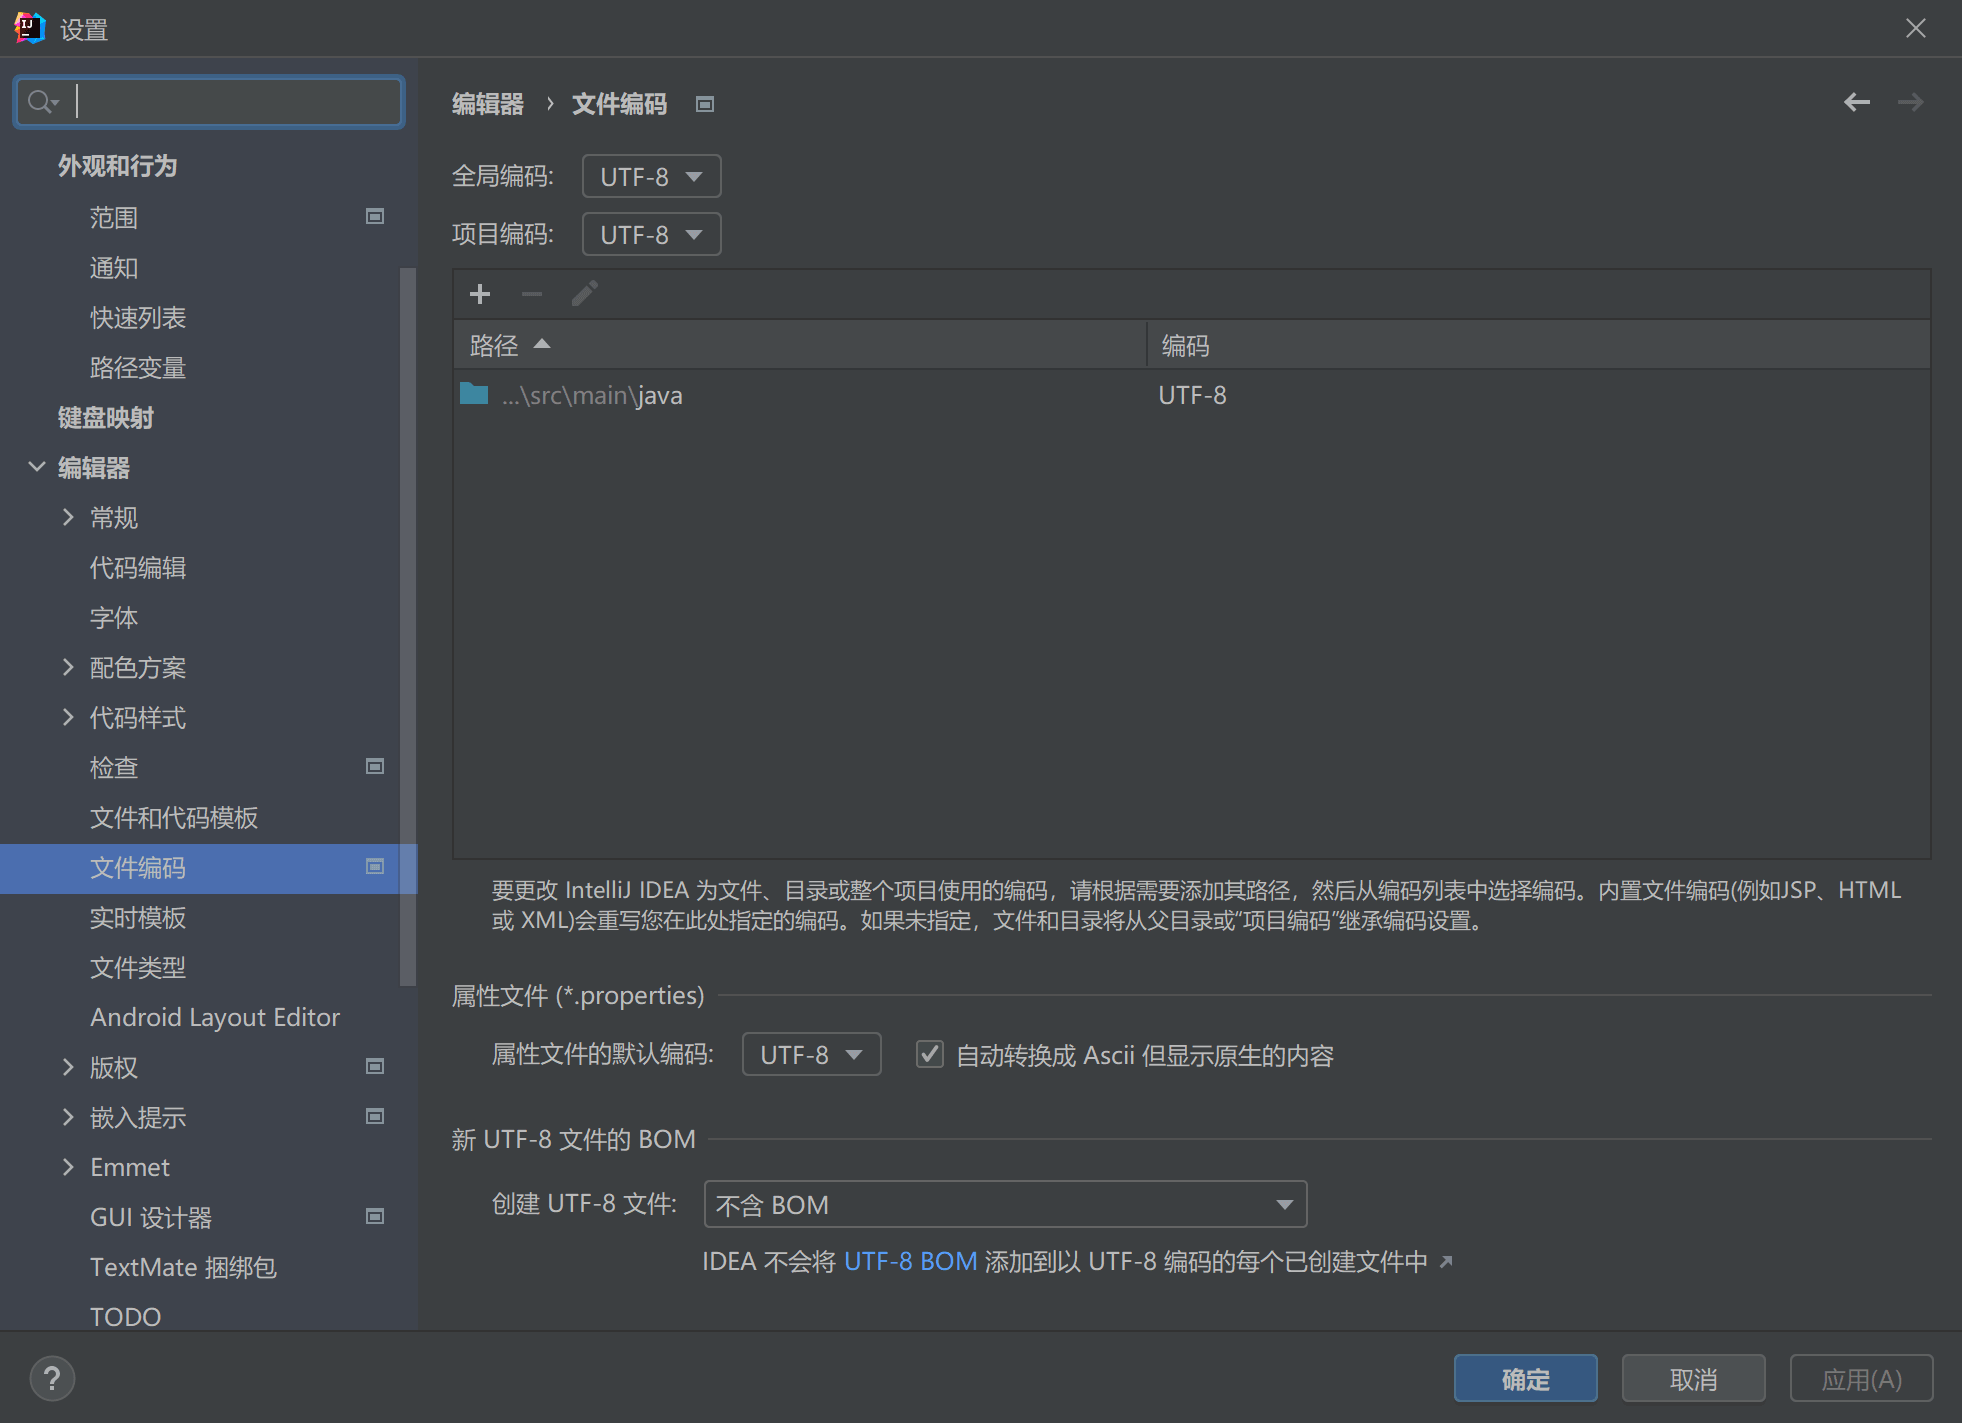 设置
外观和行为
范围
通知
快速列表
路径变量
键盘映射
编辑器
常规
代码编辑
字体
配色方案
代码样式
检查
文件和代码模板
文件编码
实时模板
文件类型
Android Layout Editor
版权
嵌入提示
Emmet
GUI 设计器
TextMate 捆绑包
TODO
编辑器 › 文件编码
全局编码: UTF-8
项目编码: UTF-8
路径 编码
...\src\main\java UTF-8
要更改 IntelliJ IDEA 为文件、目录或整个项目使用的编码，请根据需要添加其路径，然后从编码列表中选择编码。内置文件编码(例如JSP、HTML
或 XML)会重写您在此处指定的编码。如果未指定，文件和目录将从父目录或“项目编码”继承编码设置。
属性文件 (*.properties)
属性文件的默认编码: UTF-8 自动转换成 Ascii 但显示原生的内容
新 UTF-8 文件的 BOM
创建 UTF-8 文件: 不含 BOM
IDEA 不会将 UTF-8 BOM 添加到以 UTF-8 编码的每个已创建文件中
? 确定 取消 应用(A)